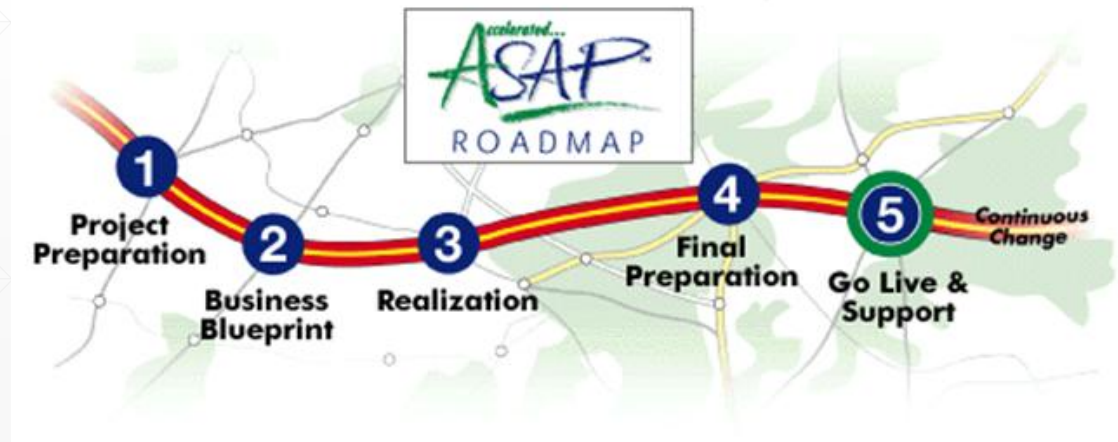 Accelerated...
ASAP™
ROADMAP
1
Project
Preparation
2
Business
Blueprint
3
Realization
4
Final
Preparation
5
Go Live &
Support
Continuous
Change